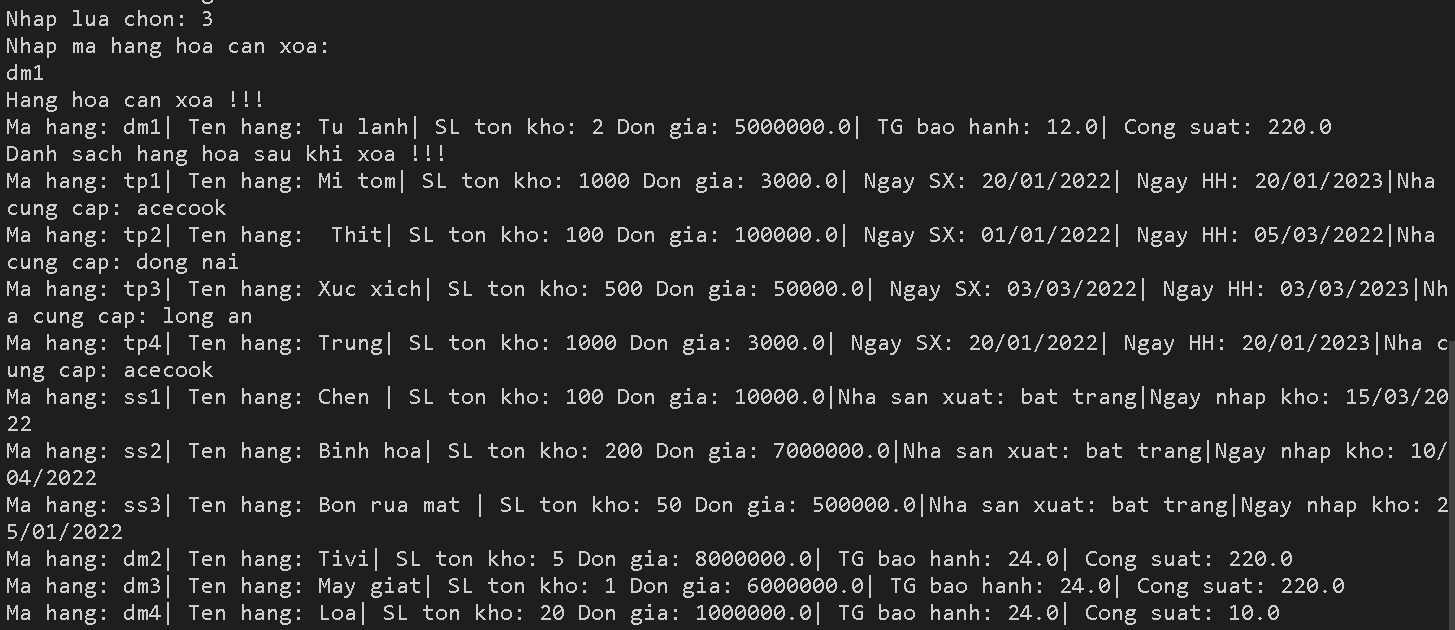 Nhap lua chon: 3
Nhap ma hang hoa can xoa:
dm1
Hang hoa can xoa !!!
Ma hang: dm1| Ten hang: Tu lanh| SL ton kho: 2 Don gia: 5000000.0| TG bao hanh: 12.0| Cong suat: 220.0
Danh sach hang hoa sau khi xoa !!!
Ma hang: tp1| Ten hang: Mi tom| SL ton kho: 1000 Don gia: 3000.0| Ngay SX: 20/01/2022| Ngay HH: 20/01/2023|Nha
cung cap: acecook
Ma hang: tp2| Ten hang:  Thit| SL ton kho: 100 Don gia: 100000.0| Ngay SX: 01/01/2022| Ngay HH: 05/03/2022|Nha
cung cap: dong nai
Ma hang: tp3| Ten hang: Xuc xich| SL ton kho: 500 Don gia: 50000.0| Ngay SX: 03/03/2022| Ngay HH: 03/03/2023|Nh
a cung cap: long an
Ma hang: tp4| Ten hang: Trung| SL ton kho: 1000 Don gia: 3000.0| Ngay SX: 20/01/2022| Ngay HH: 20/01/2023|Nha c
ung cap: acecook
Ma hang: ss1| Ten hang: Chen | SL ton kho: 100 Don gia: 10000.0|Nha san xuat: bat trang|Ngay nhap kho: 15/03/20
22
Ma hang: ss2| Ten hang: Binh hoa| SL ton kho: 200 Don gia: 7000000.0|Nha san xuat: bat trang|Ngay nhap kho: 10/
04/2022
Ma hang: ss3| Ten hang: Bon rua mat | SL ton kho: 50 Don gia: 500000.0|Nha san xuat: bat trang|Ngay nhap kho: 2
5/01/2022
Ma hang: dm2| Ten hang: Tivi| SL ton kho: 5 Don gia: 8000000.0| TG bao hanh: 24.0| Cong suat: 220.0
Ma hang: dm3| Ten hang: May giat| SL ton kho: 1 Don gia: 6000000.0| TG bao hanh: 24.0| Cong suat: 220.0
Ma hang: dm4| Ten hang: Loa| SL ton kho: 20 Don gia: 1000000.0| TG bao hanh: 24.0| Cong suat: 10.0